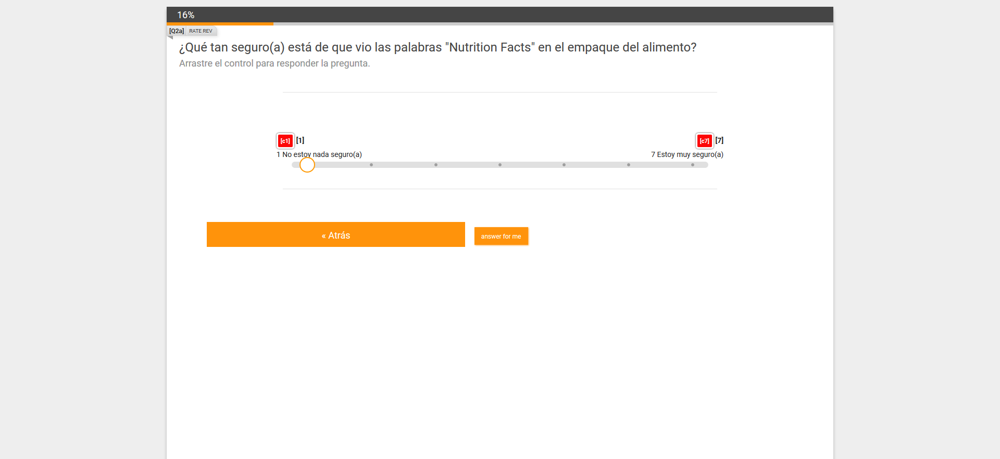 16%
[Q2a] RATE REV
¿Qué tan seguro(a) está de que vio las palabras "Nutrition Facts" en el empaque del alimento?
Arrastre el control para responder la pregunta.
[c1] [1] [c7] [7]
1 No estoy nada seguro(a) 7 Estoy muy seguro(a)
« Atrás answer for me